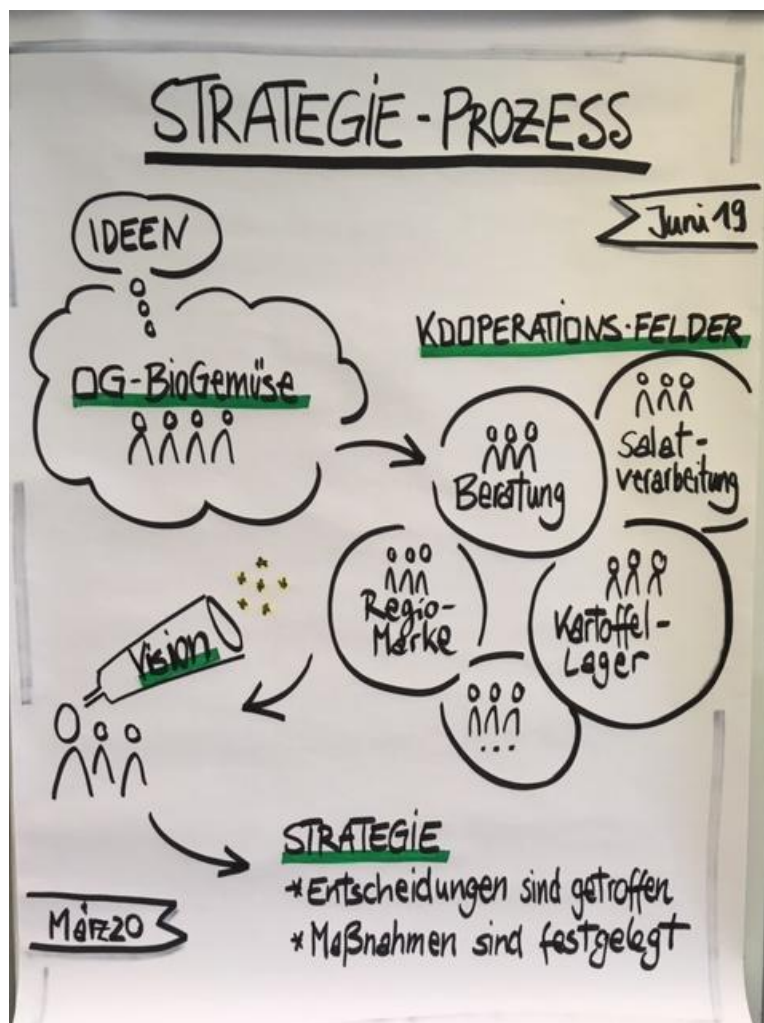 STRATEGIE-PROZESS
Juni 19
IDEEN
OG-BioGemüse
KOOPERATIONS-FELDER
Beratung
Salat-
verarbeitung
Regio-
Marke
Kartoffel-
Lager
...
Vision
STRATEGIE
* Entscheidungen sind getroffen
* Maßnahmen sind festgelegt
März20